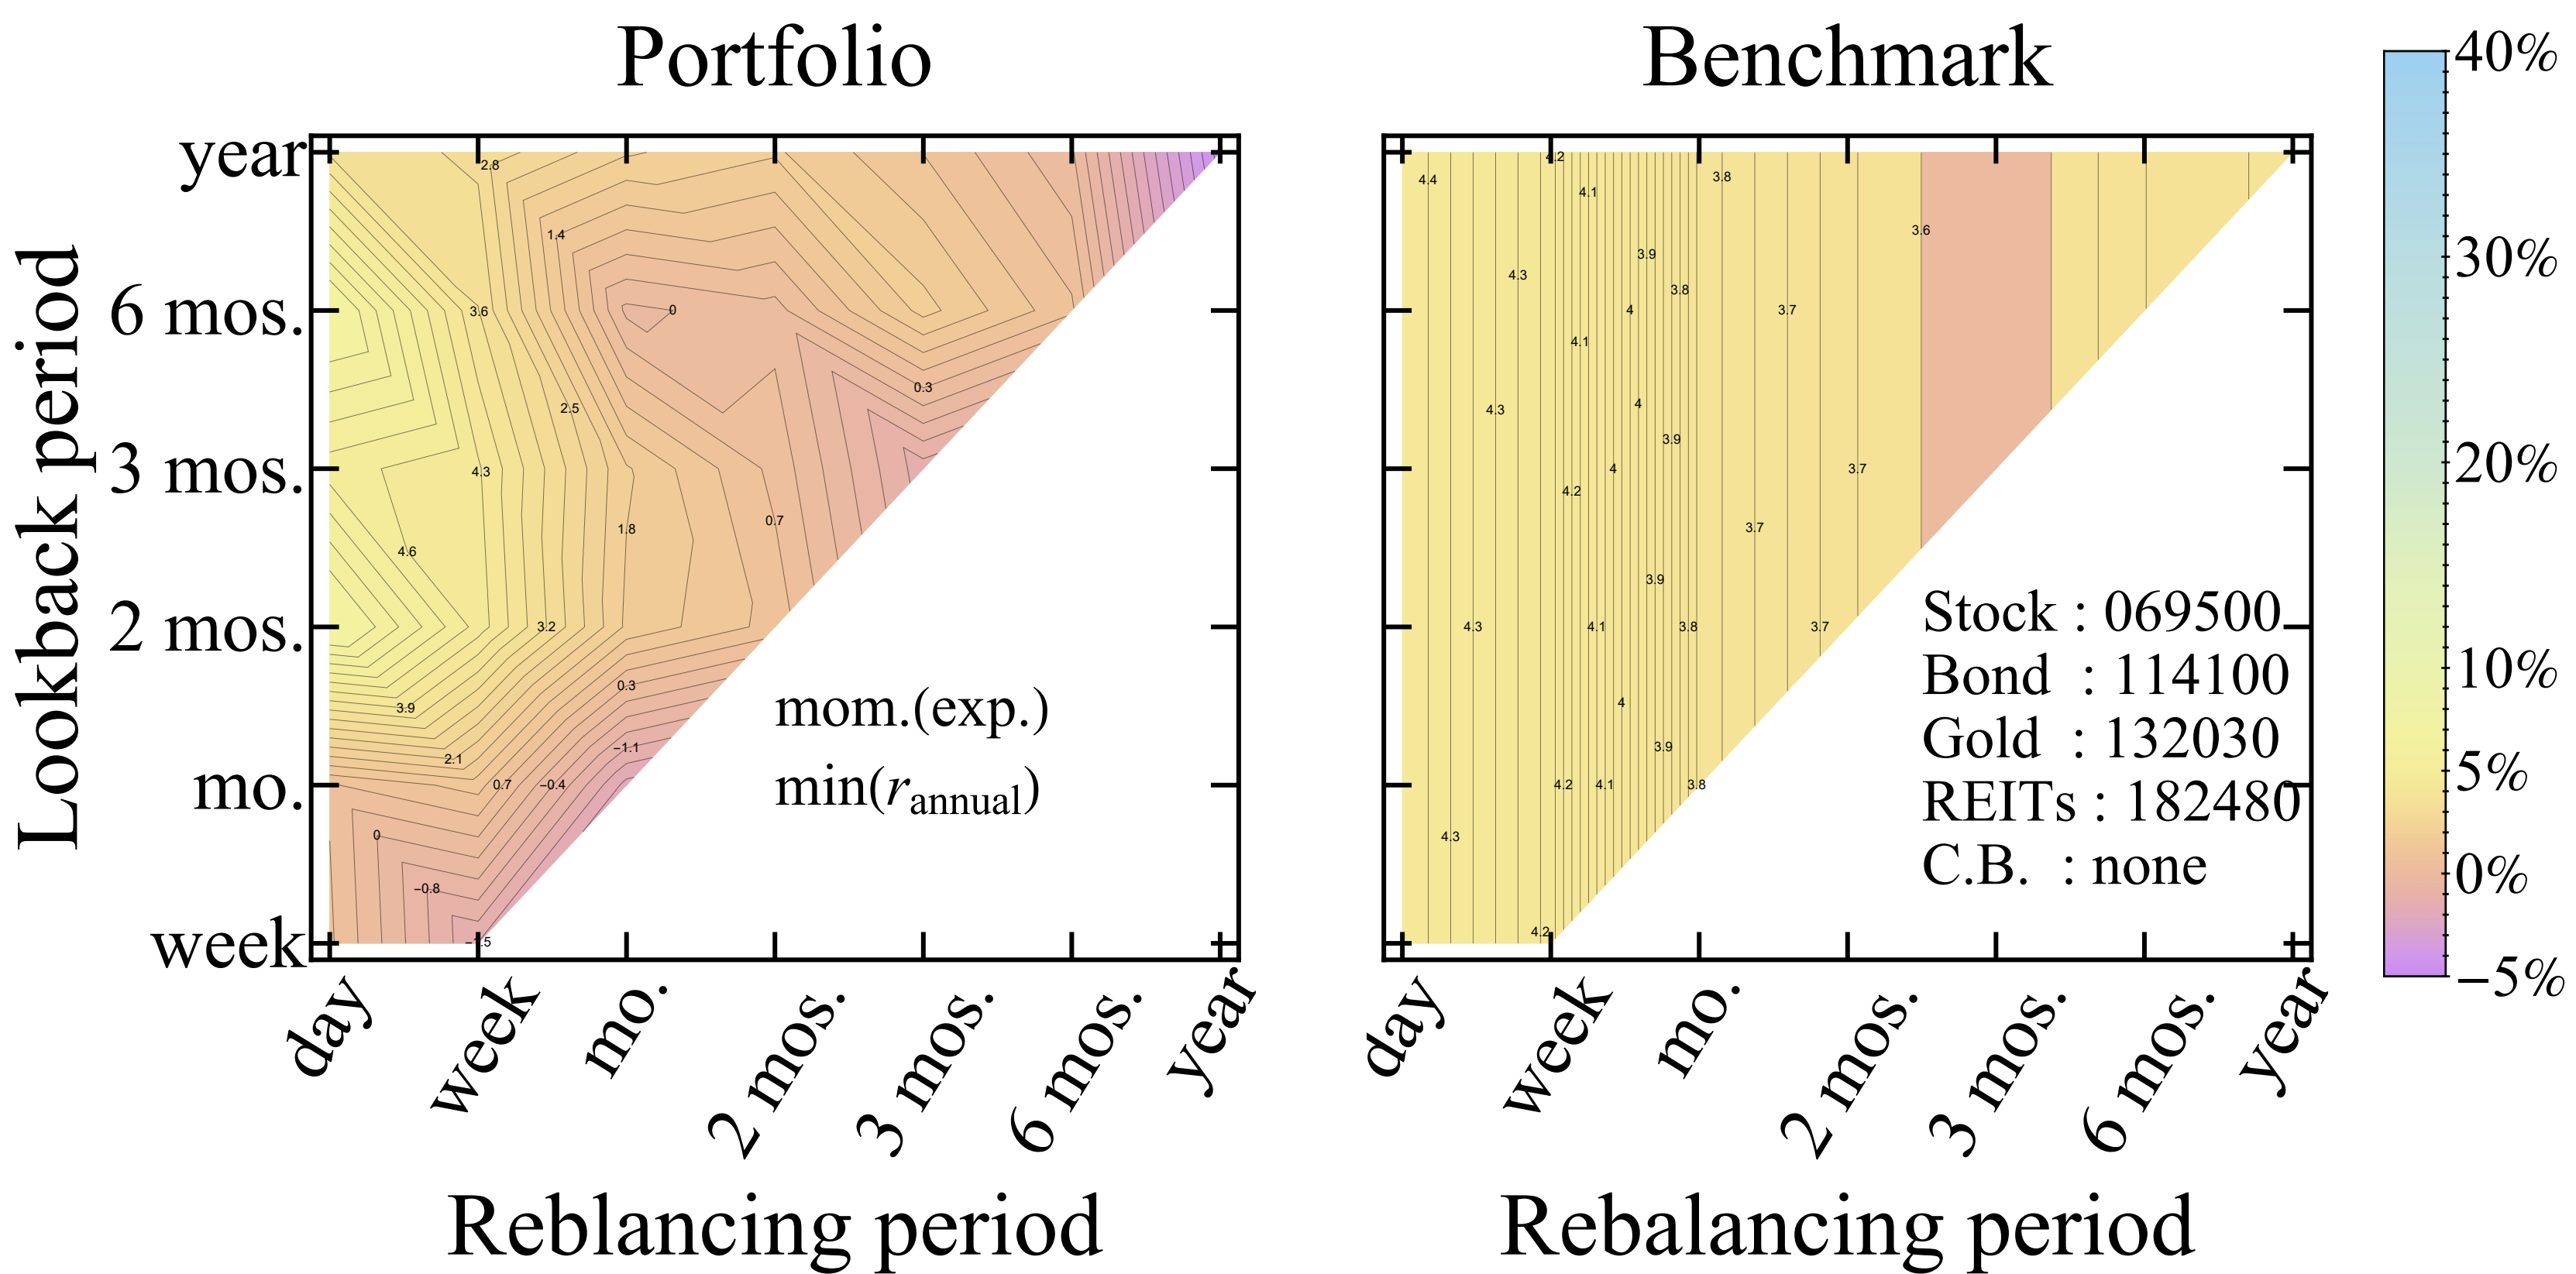 Portfolio
Benchmark
Lookback period
year
6 mos.
3 mos.
2 mos.
mo.
week
2.8
1.4
3.6
0
2.5
0.3
4.3
1.8
0.7
4.6
3.2
0.3
3.9
-1.1
2.1
0.7
-0.4
0
-0.8
mom.(exp.)
min(rannual)
day
week
mo.
2 mos.
3 mos.
6 mos.
year
Reblancing period
4.2
4.4
4.1
3.8
3.6
3.9
4.3
3.8
4
3.7
4.1
4.3
4
3.9
4
3.7
4.2
3.7
3.9
4.3
4.1
3.8
3.7
4
3.9
4.2
4.1
3.8
4.3
4.2
Stock : 069500
Bond : 114100
Gold : 132030
REITs : 182480
C.B. : none
day
week
mo.
2 mos.
3 mos.
6 mos.
year
Rebalancing period
40%
30%
20%
10%
5%
0%
-5%